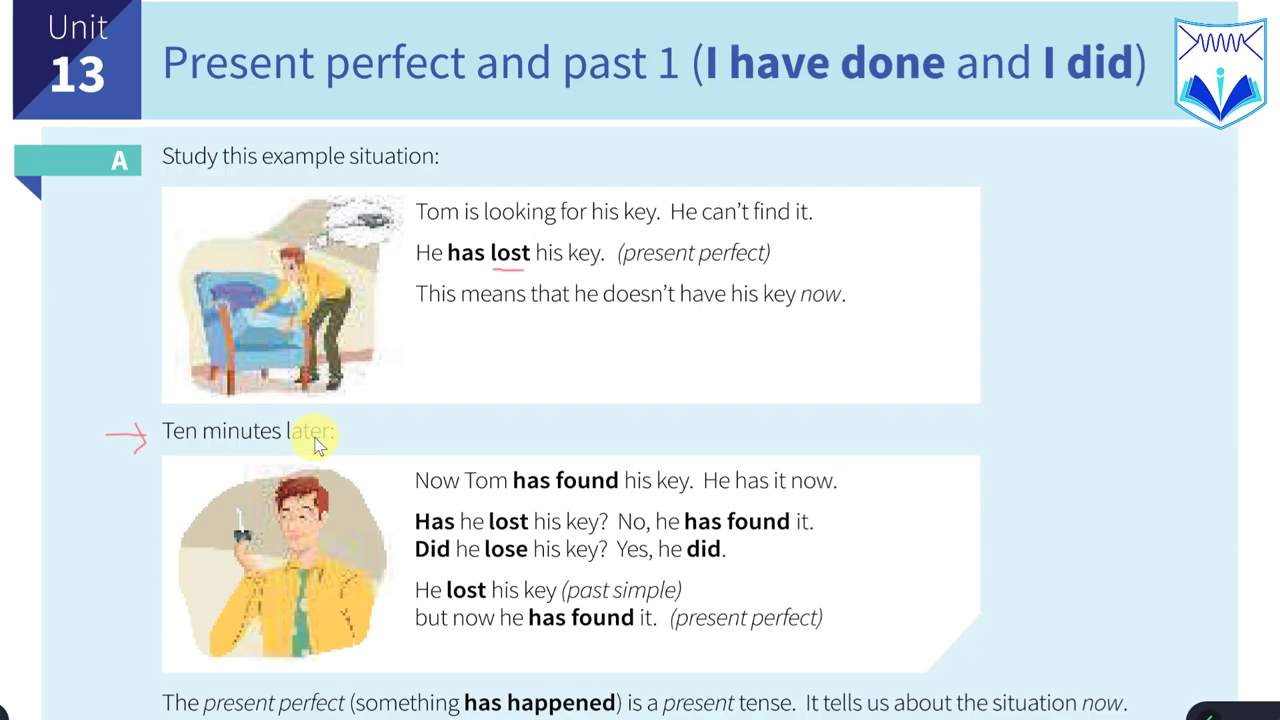 Unit
13
Present perfect and past 1 (I have done and I did)
A
Study this example situation:
Tom is looking for his key. He can't find it.
He has lost his key. (present perfect)
This means that he doesn't have his key now.
Ten minutes later:
Now Tom has found his key. He has it now.
Has he lost his key? No, he has found it.
Did he lose his key? Yes, he did.
He lost his key (past simple)
but now he has found it. (present perfect)
The present perfect (something has happened) is a present tense. It tells us about the situation now.